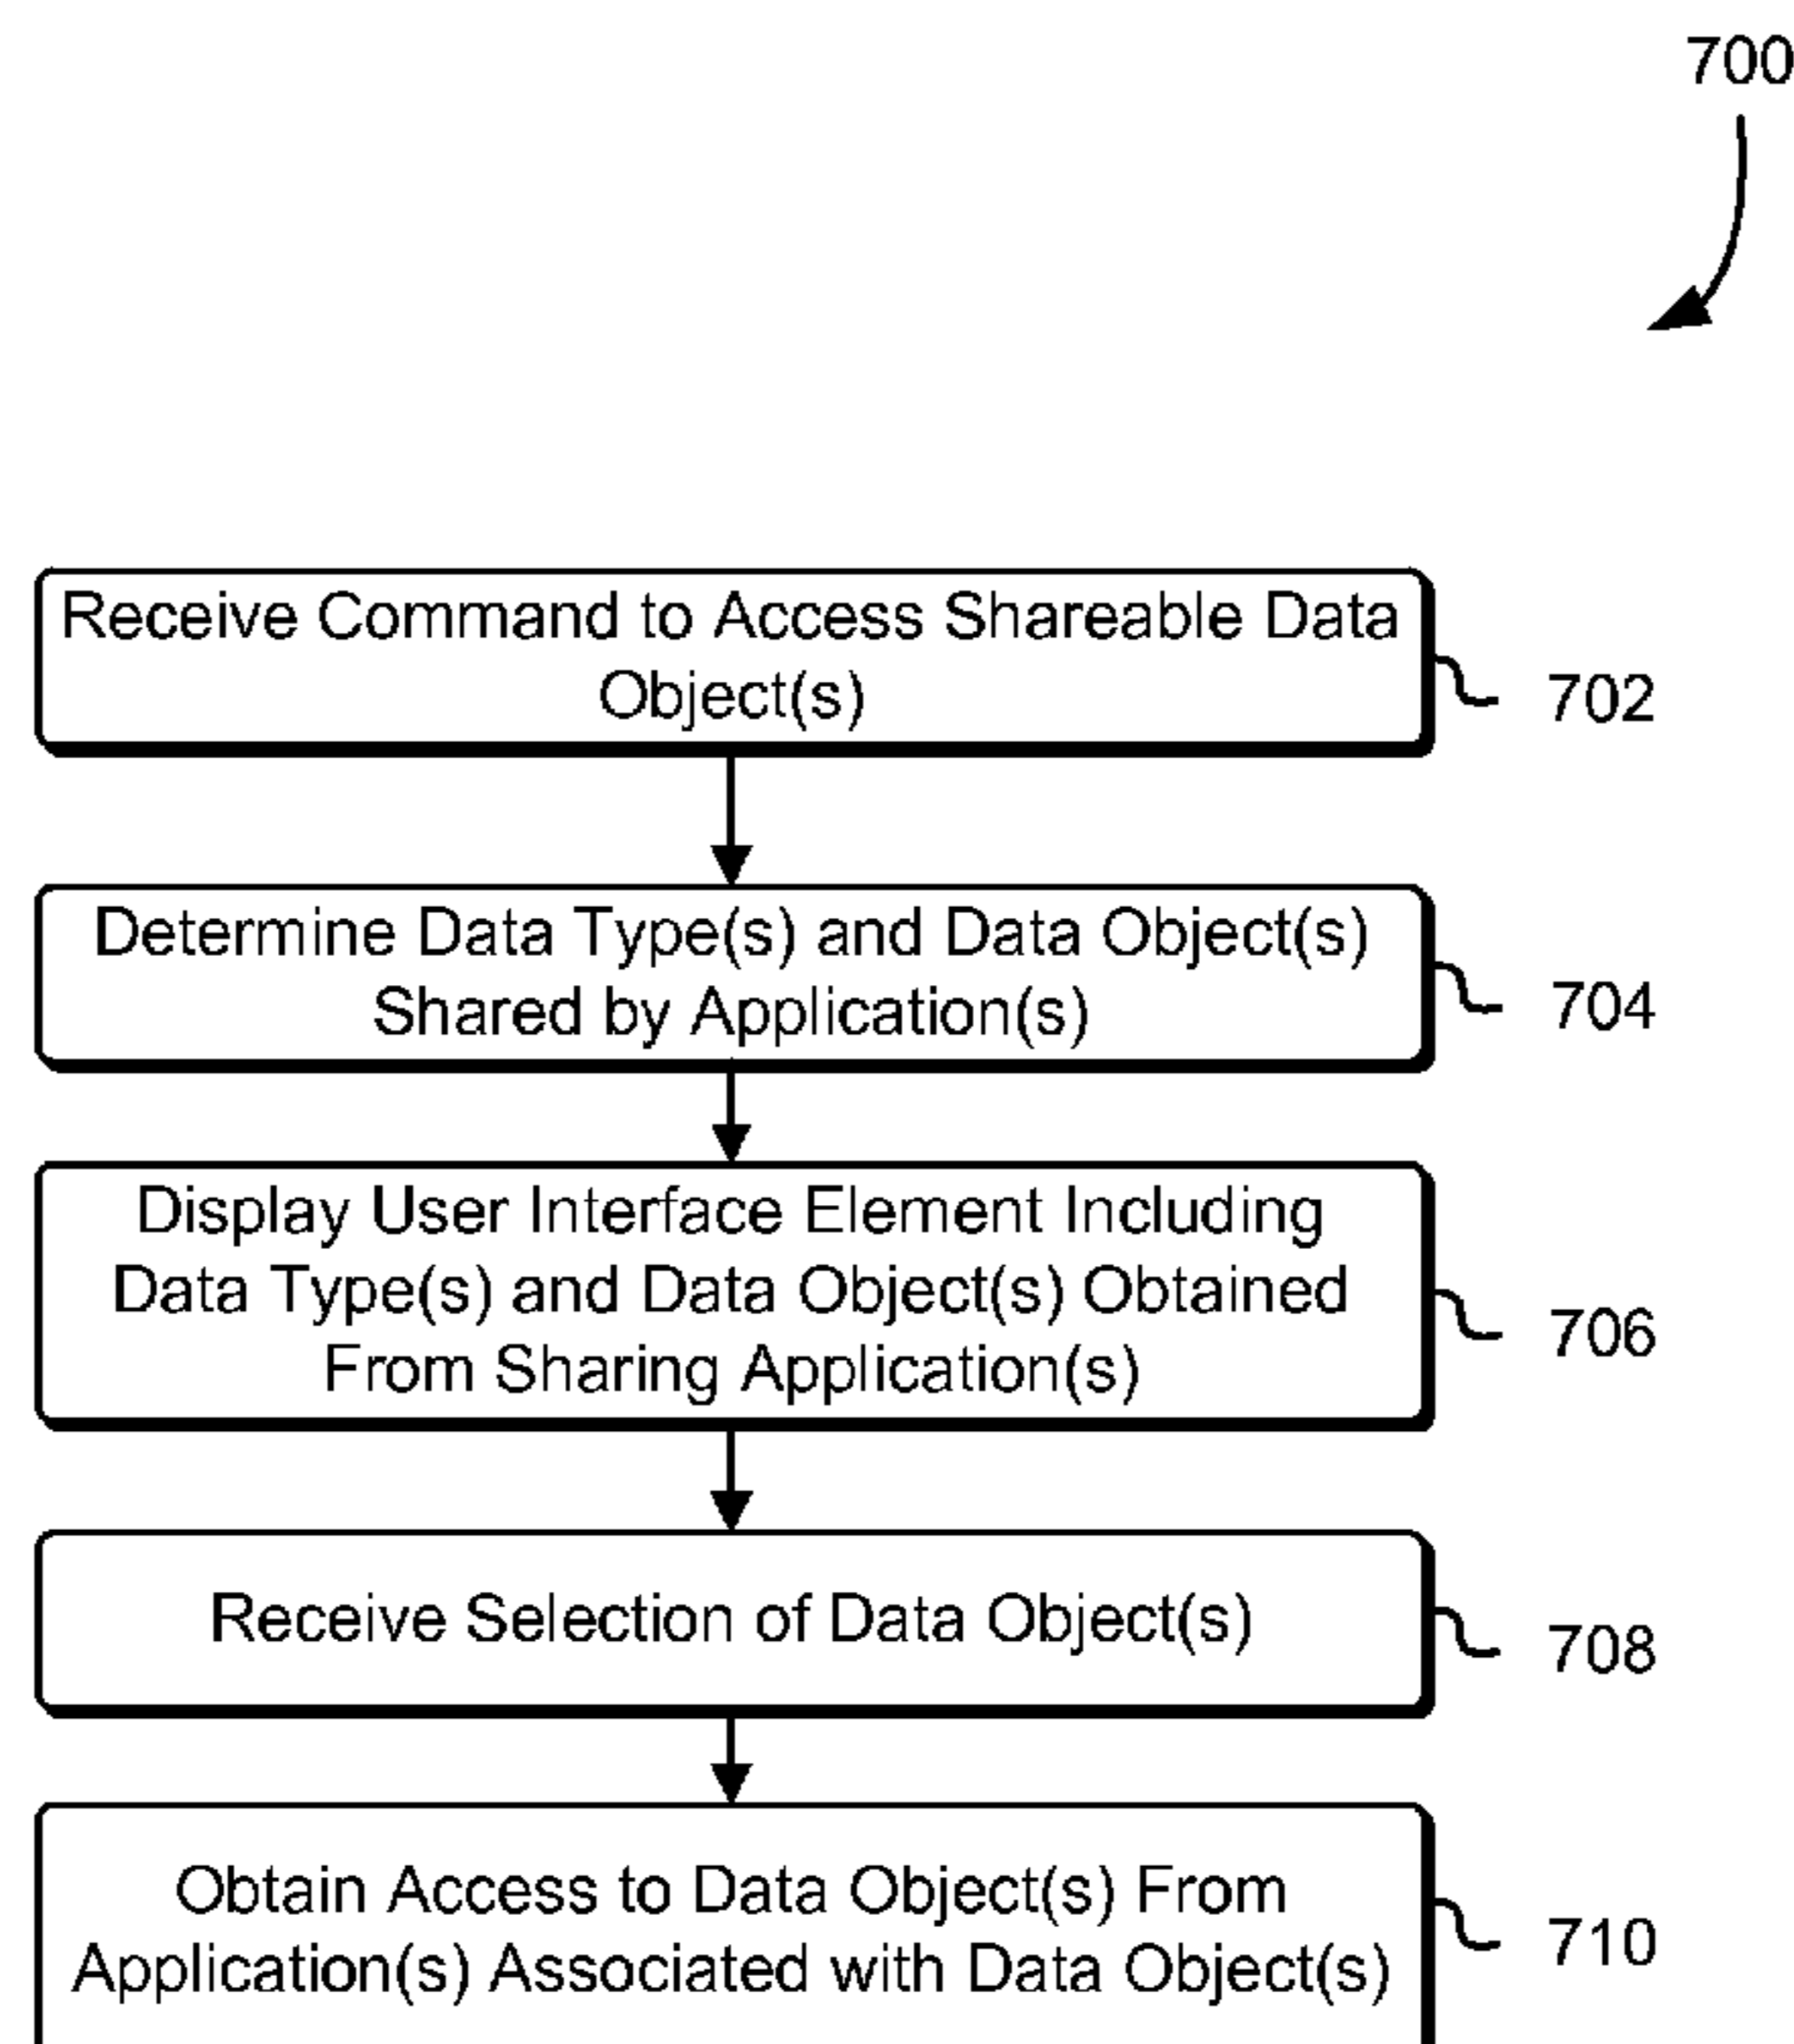 700
Receive Command to Access Shareable Data
Object(s)
702
Determine Data Type(s) and Data Object(s)
Shared by Application(s)
704
Display User Interface Element Including
Data Type(s) and Data Object(s) Obtained
From Sharing Application(s)
706
Receive Selection of Data Object(s)
708
Obtain Access to Data Object(s) From
Application(s) Associated with Data Object(s)
710